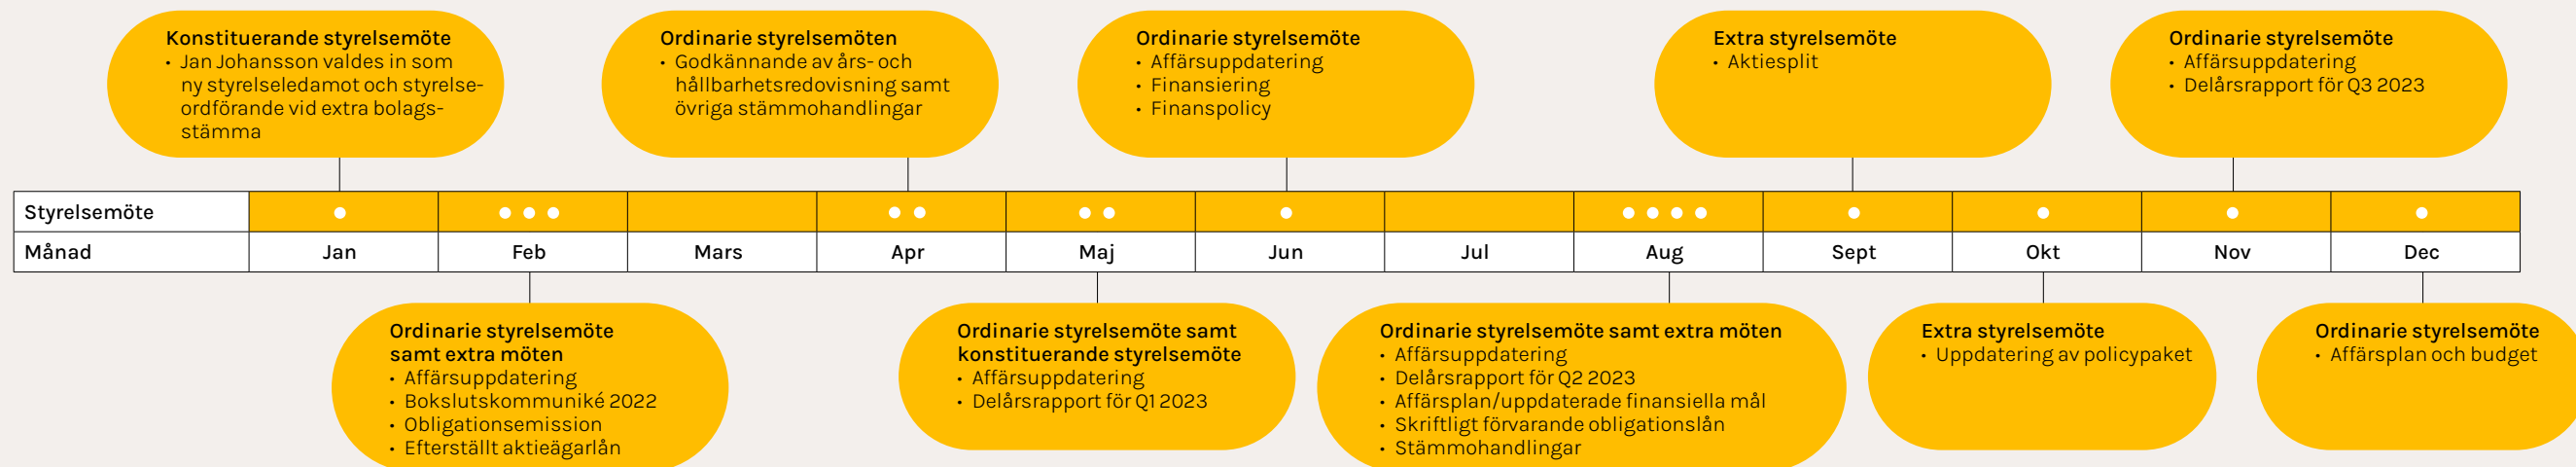 Konstituerande styrelsemöte
• Jan Johansson valdes in som
ny styrelseledamot och styrelse-
ordförande vid extra bolags-
stämma
Ordinarie styrelsemöten
• Godkännande av års- och
hållbarhetsredovisning samt
övriga stämmohandlingar
Ordinarie styrelsemöte
• Affärsuppdatering
• Finansiering
• Finanspolicy
Extra styrelsemöte
• Aktiesplit
Ordinarie styrelsemöte
• Affärsuppdatering
• Delårsrapport för Q3 2023
Styrelsemöte
Månad Jan Feb Mars Apr Maj Jun Jul Aug Sept Okt Nov Dec
Ordinarie styrelsemöte
samt extra möten
• Affärsuppdatering
• Bokslutskommuniké 2022
• Obligationsemission
• Efterställt aktieägarlån
Ordinarie styrelsemöte samt
konstituerande styrelsemöte
• Affärsuppdatering
• Delårsrapport för Q1 2023
Ordinarie styrelsemöte samt extra möten
• Affärsuppdatering
• Delårsrapport för Q2 2023
• Affärsplan/uppdaterade finansiella mål
• Skriftligt förvarande obligationslån
• Stämmohandlingar
Extra styrelsemöte
• Uppdatering av policypaket
Ordinarie styrelsemöte
• Affärsplan och budget